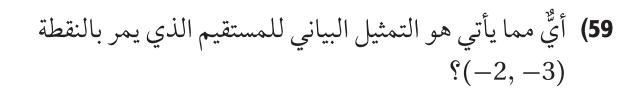 59) أيٌّ مما يأتي هو التمثيل البياني للمستقيم الذي يمر بالنقطة
(-2, -3)؟